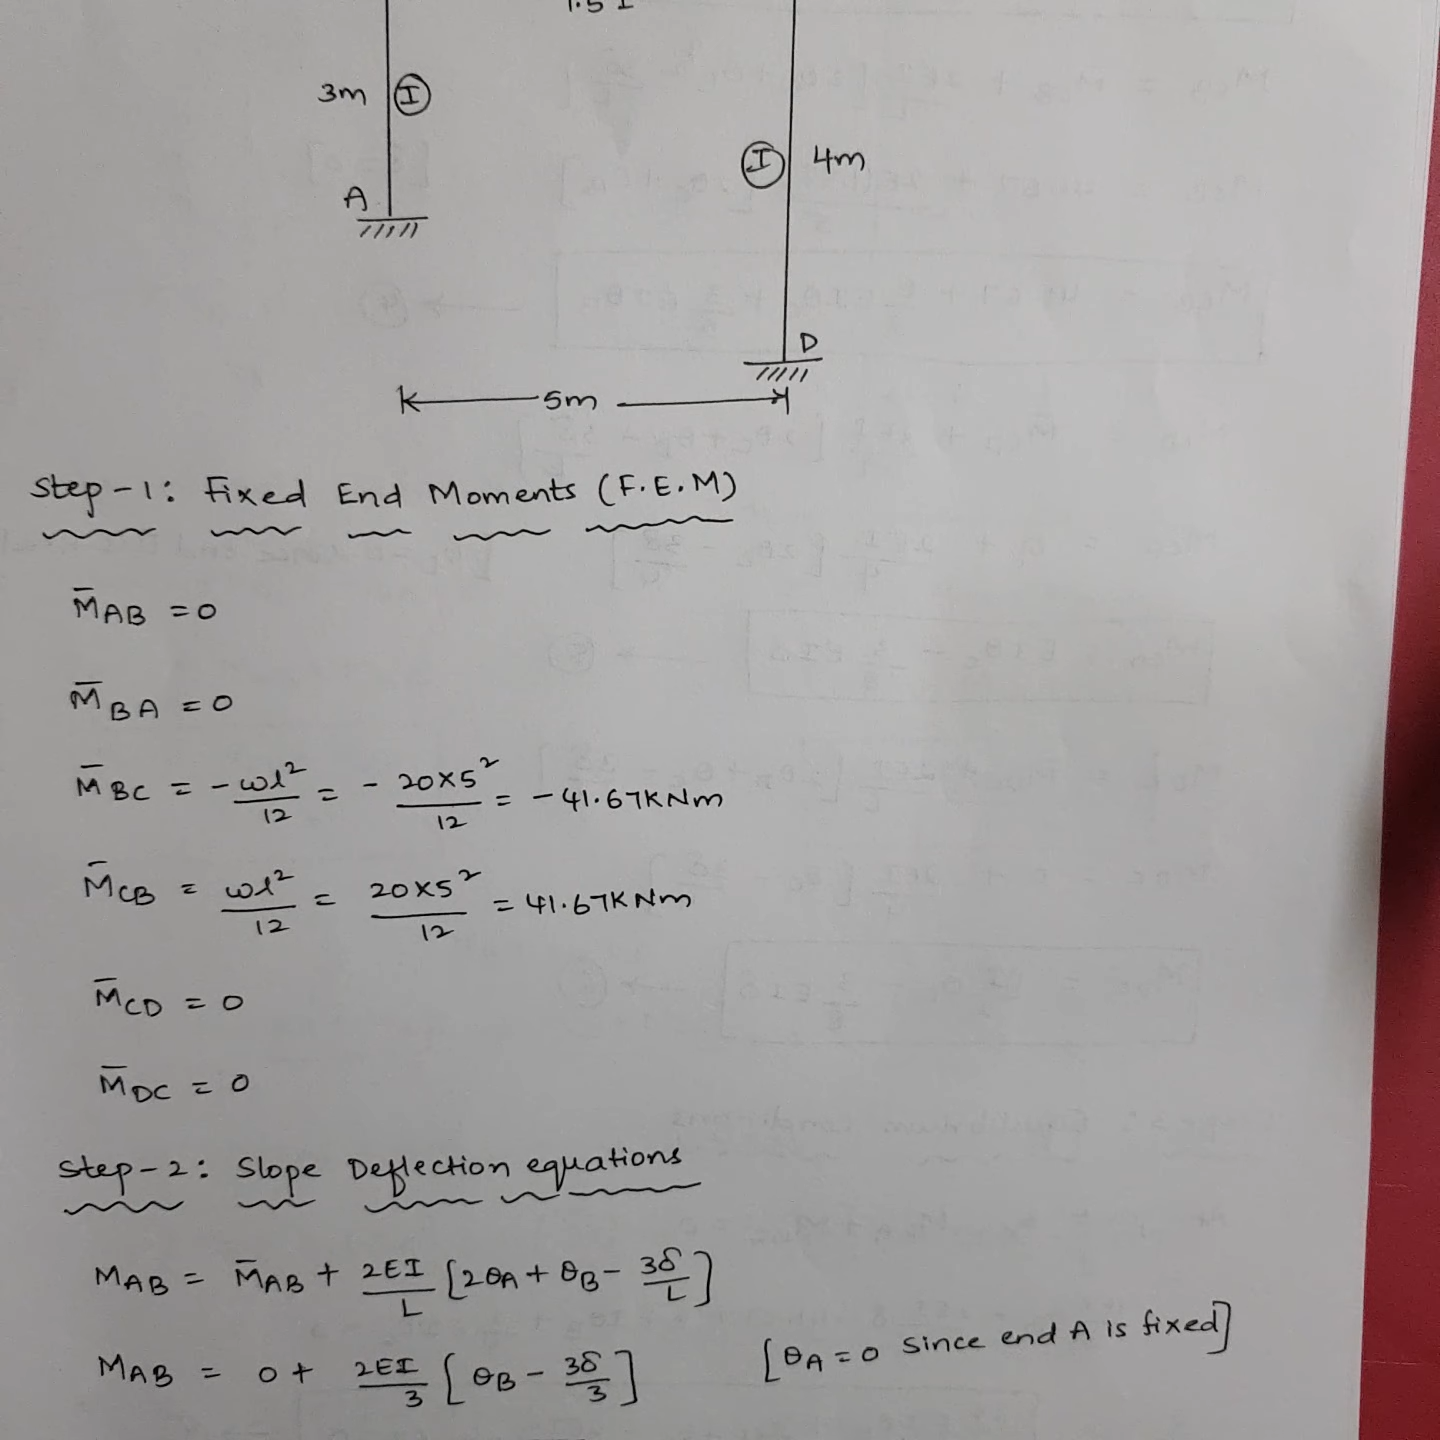 1.5 I
3m I
I 4m
A
D
5m
Step-1: Fixed End Moments (F.E.M)
M̄AB = 0
M̄BA = 0
M̄BC = -wl²/12 = - 20×5²/12 = -41.67KNm
M̄CB = wl²/12 = 20×5²/12 = 41.67KNm
M̄CD = 0
M̄DC = 0
Step-2: Slope Deflection equations
MAB = M̄AB + 2EI/L [2θA + θB - 3δ/L]
MAB = 0 + 2EI/3 [θB - 3δ/3] [θA = 0 since end A is fixed]